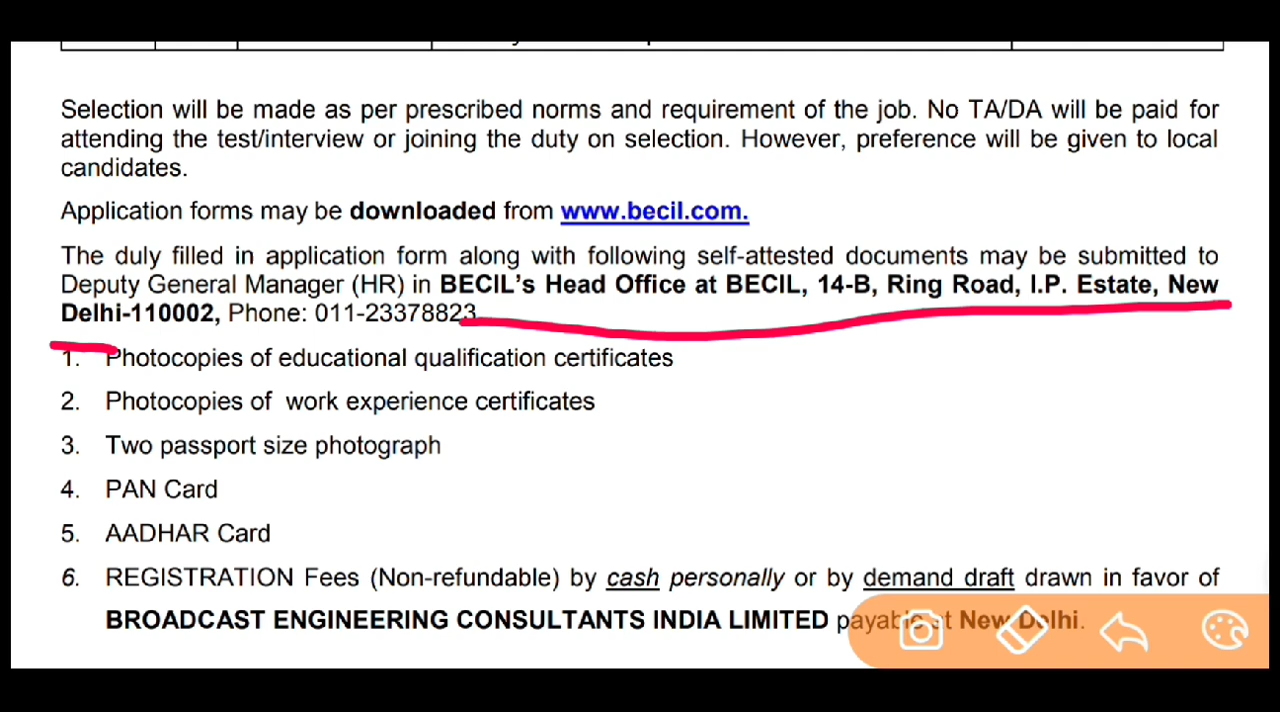 Selection will be made as per prescribed norms and requirement of the job. No TA/DA will be paid for
attending the test/interview or joining the duty on selection. However, preference will be given to local
candidates.
Application forms may be downloaded from www.becil.com.
The duly filled in application form along with following self-attested documents may be submitted to
Deputy General Manager (HR) in BECIL's Head Office at BECIL, 14-B, Ring Road, I.P. Estate, New
Delhi-110002, Phone: 011-23378823
1. Photocopies of educational qualification certificates
2. Photocopies of work experience certificates
3. Two passport size photograph
4. PAN Card
5. AADHAR Card
6. REGISTRATION Fees (Non-refundable) by cash personally or by demand draft drawn in favor of
BROADCAST ENGINEERING CONSULTANTS INDIA LIMITED payable at New Delhi.